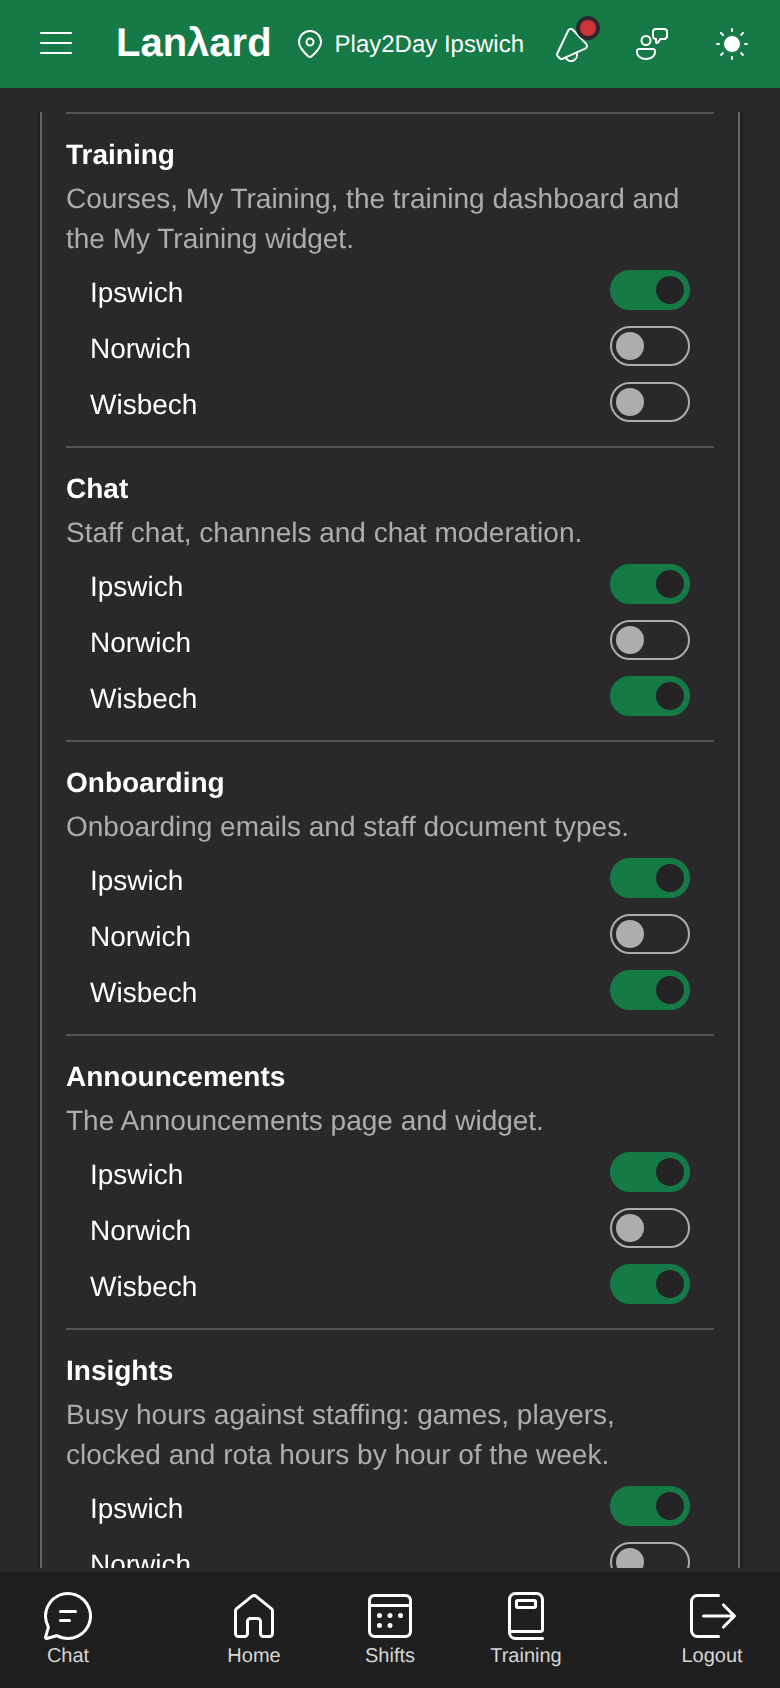 Lanλard
Play2Day Ipswich
Training
Courses, My Training, the training dashboard and
the My Training widget.
Ipswich
Norwich
Wisbech
Chat
Staff chat, channels and chat moderation.
Ipswich
Norwich
Wisbech
Onboarding
Onboarding emails and staff document types.
Ipswich
Norwich
Wisbech
Announcements
The Announcements page and widget.
Ipswich
Norwich
Wisbech
Insights
Busy hours against staffing: games, players,
clocked and rota hours by hour of the week.
Ipswich
Norwich
Chat
Home
Shifts
Training
Logout